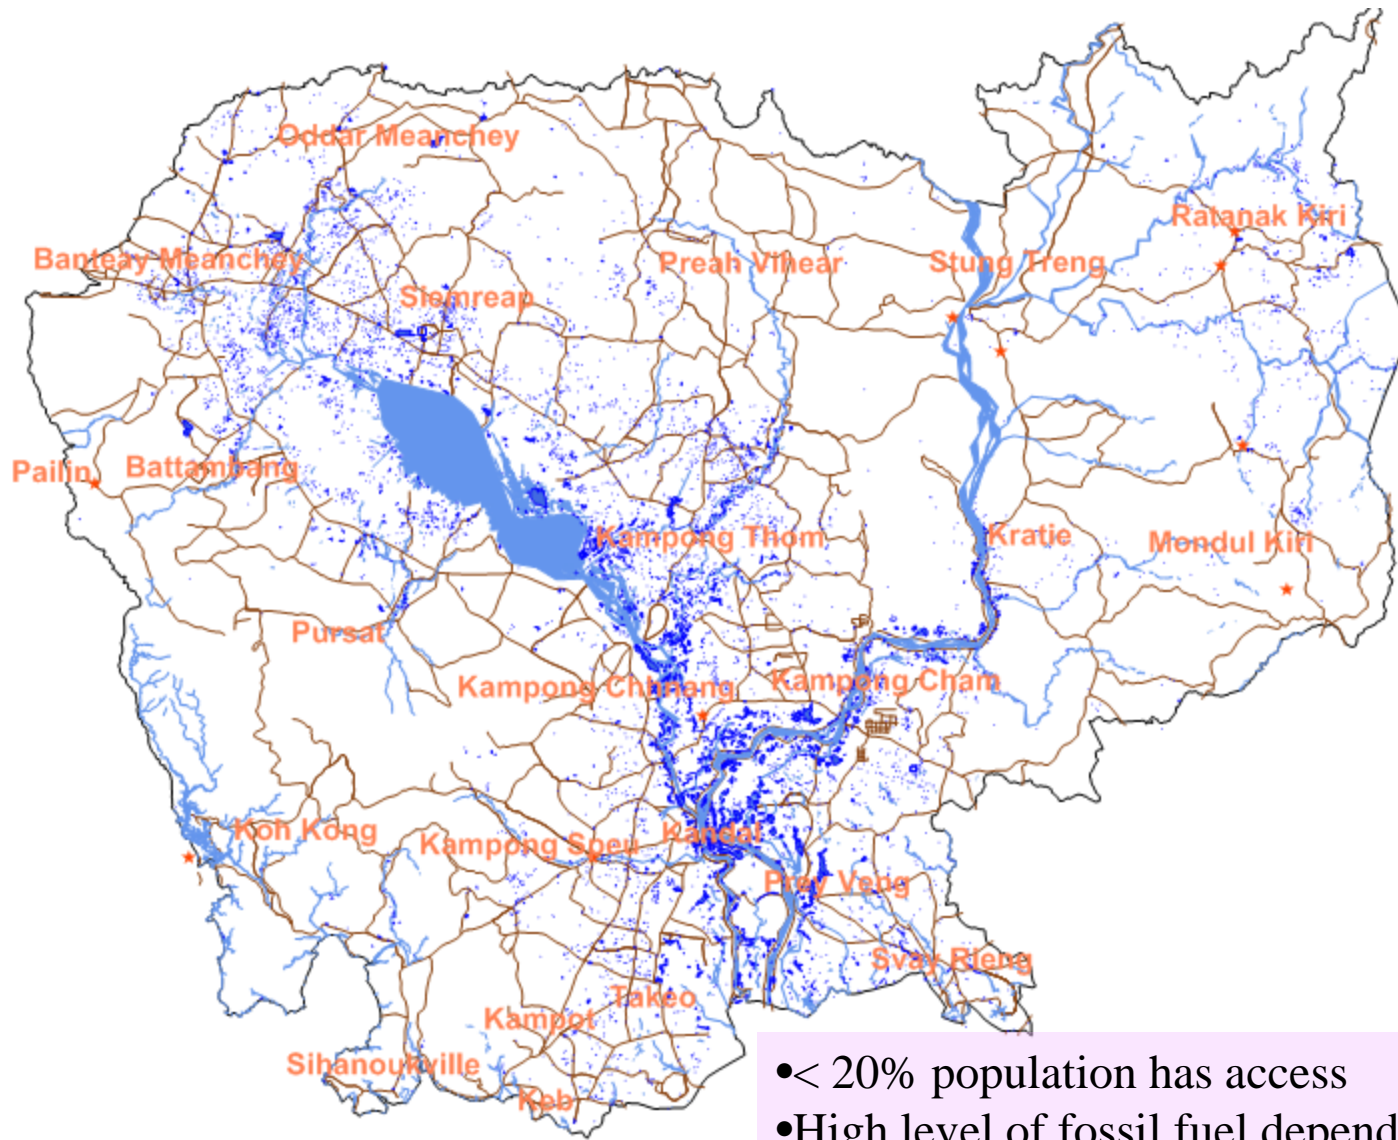 Oddar Meanchey
Ratanak Kiri
Banteay Meanchey
Preah Vihear
Stung Treng
Siemreap
Pailin
Battambang
Kampong Thom
Kratie
Mondul Kiri
Pursat
Kampong Chhnang
Kampong Cham
Koh Kong
Kampong Speu
Kandal
Prey Veng
Svay Rieng
Takeo
Kampot
Sihanoukville
Keb
•< 20% population has access
•High level of fossil fuel depend